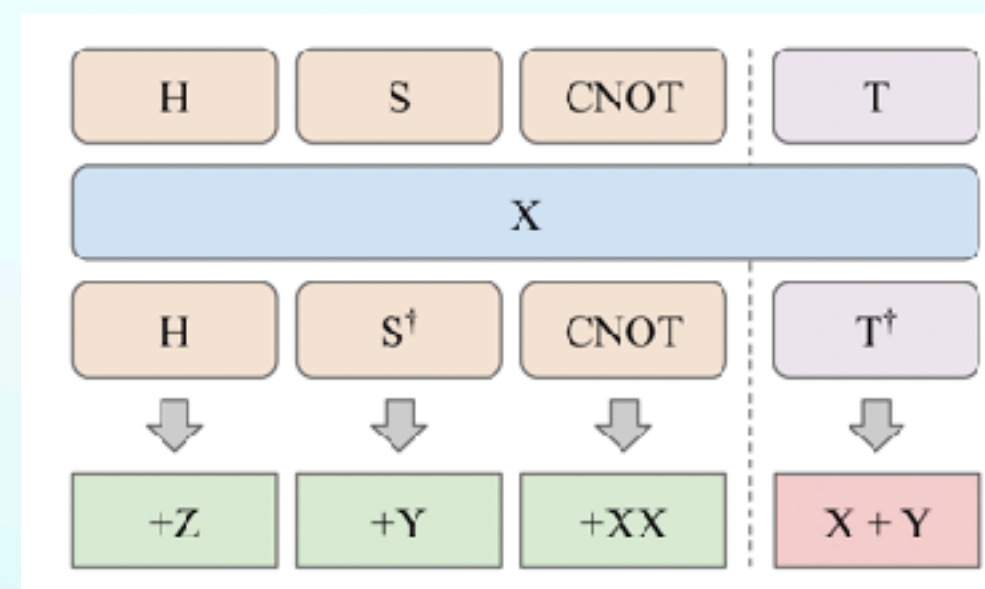 H S CNOT T
X
H S† CNOT T†
+Z +Y +XX X + Y